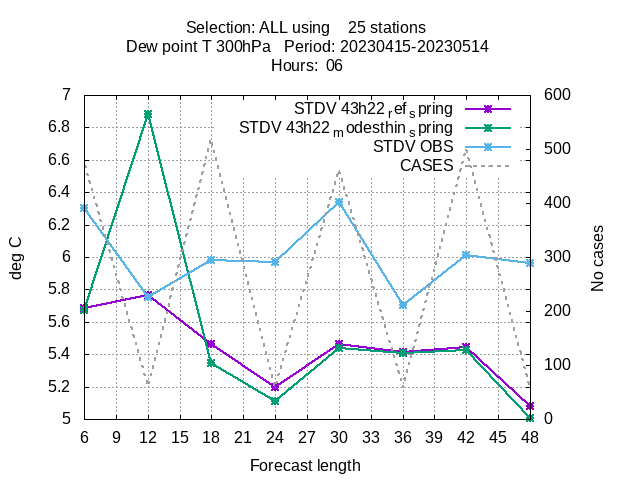 Selection: ALL using    25 stations
Dew point T 300hPa   Period: 20230415-20230514
Hours:  06
STDV 43h22 ref spring
STDV 43h22 modesthin spring
STDV OBS
CASES
7
6.8
6.6
6.4
6.2
6
5.8
5.6
5.4
5.2
5
deg C
600
500
400
300
200
100
0
No cases
6 9 12 15 18 21 24 27 30 33 36 39 42 45 48
Forecast length